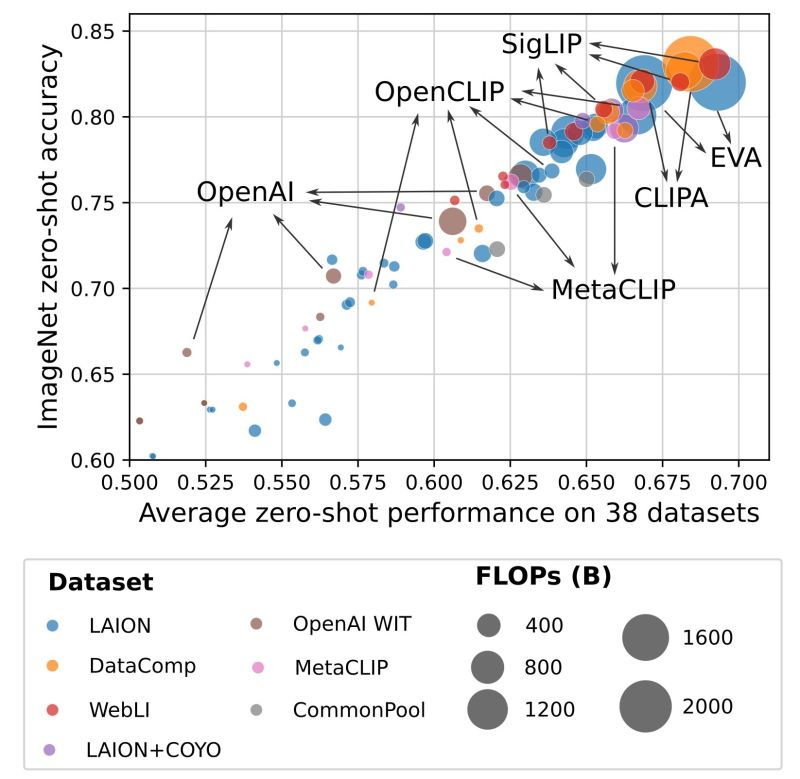 0.85
0.80
0.75
0.70
0.65
0.60
ImageNet zero-shot accuracy
SigLIP
OpenCLIP
EVA
OpenAI
CLIPA
MetaCLIP
0.500 0.525 0.550 0.575 0.600 0.625 0.650 0.675 0.700
Average zero-shot performance on 38 datasets
Dataset
LAION
DataComp
WebLI
LAION+COYO
OpenAI WIT
MetaCLIP
CommonPool
FLOPs (B)
400
800
1200
1600
2000